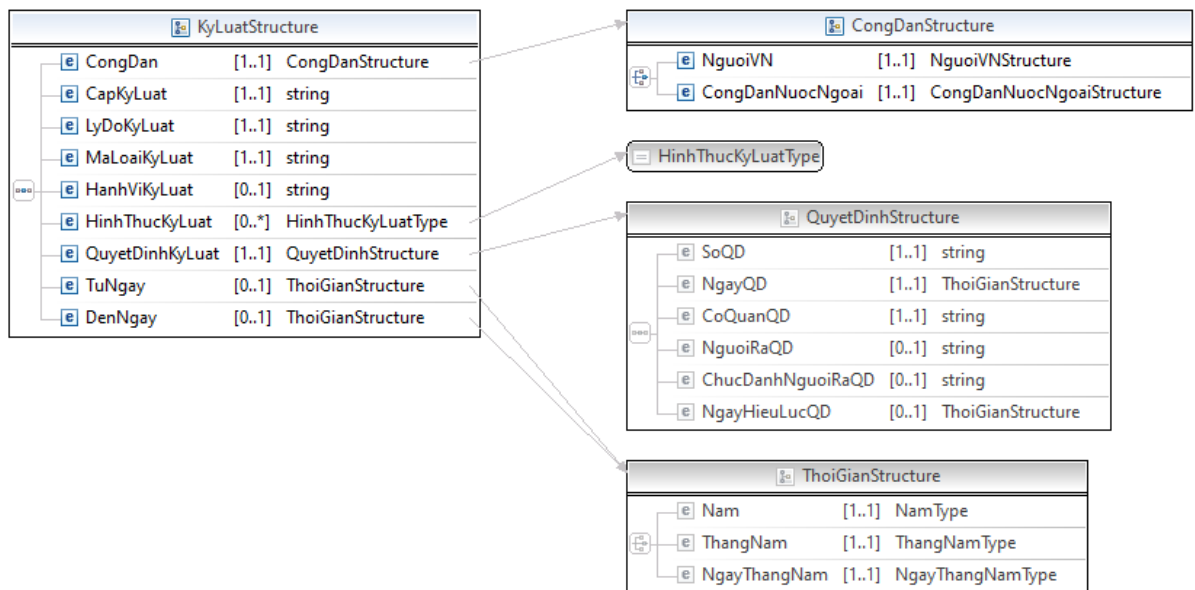 KyLuatStructure
CongDan [1..1] CongDanStructure
CapKyLuat [1..1] string
LyDoKyLuat [1..1] string
MaLoaiKyLuat [1..1] string
HanhViKyLuat [0..1] string
HinhThucKyLuat [0..*] HinhThucKyLuatType
QuyetDinhKyLuat [1..1] QuyetDinhStructure
TuNgay [0..1] ThoiGianStructure
DenNgay [0..1] ThoiGianStructure
CongDanStructure
NguoiVN [1..1] NguoiVNStructure
CongDanNuocNgoai [1..1] CongDanNuocNgoaiStructure
HinhThucKyLuatType
QuyetDinhStructure
SoQD [1..1] string
NgayQD [1..1] ThoiGianStructure
CoQuanQD [1..1] string
NguoiRaQD [0..1] string
ChucDanhNguoiRaQD [0..1] string
NgayHieuLucQD [0..1] ThoiGianStructure
ThoiGianStructure
Nam [1..1] NamType
ThangNam [1..1] ThangNamType
NgayThangNam [1..1] NgayThangNamType